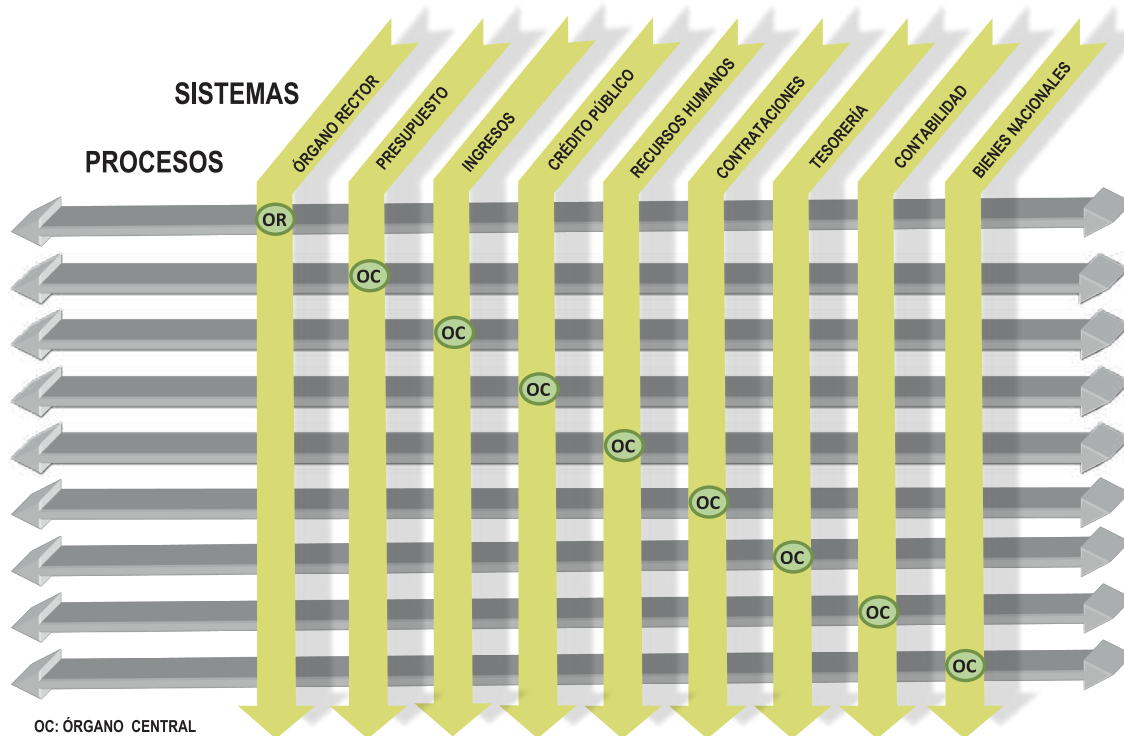 SISTEMAS
PROCESOS
ÓRGANO RECTOR
PRESUPUESTO
INGRESOS
CRÉDITO PÚBLICO
RECURSOS HUMANOS
CONTRATACIONES
TESORERÍA
CONTABILIDAD
BIENES NACIONALES
OR
OC
OC
OC
OC
OC
OC
OC
OC
OC: ÓRGANO CENTRAL